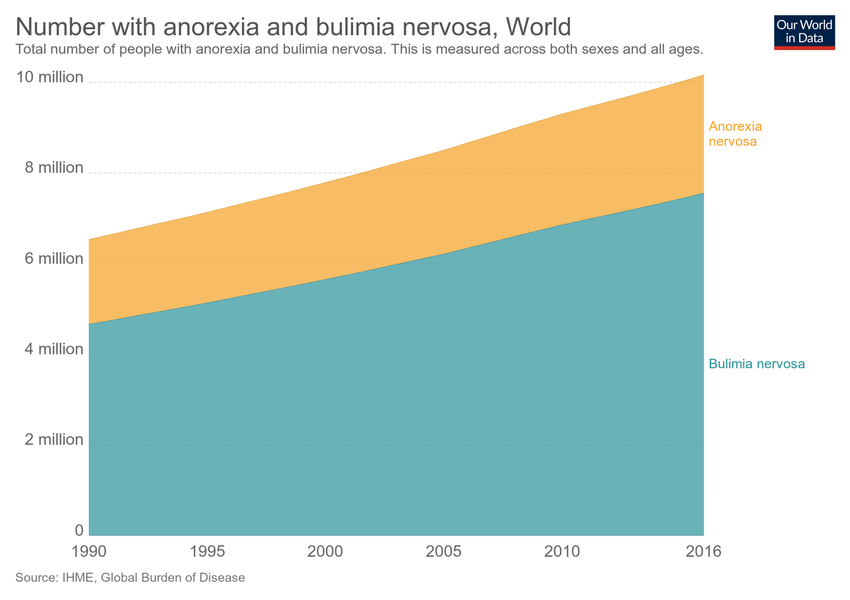 Number with anorexia and bulimia nervosa, World
Total number of people with anorexia and bulimia nervosa. This is measured across both sexes and all ages.
Our World
in Data
10 million
8 million
6 million
4 million
2 million
0
Anorexia
nervosa
Bulimia nervosa
1990 1995 2000 2005 2010 2016
Source: IHME, Global Burden of Disease